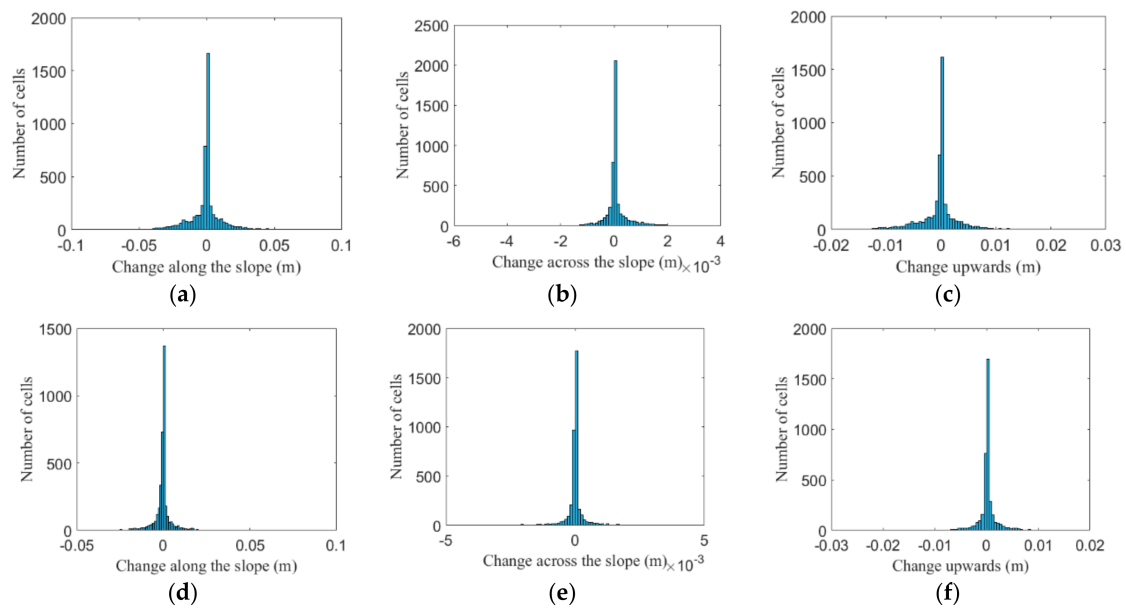 2000
1500
1000
500
0
Number of cells
-0.1 -0.05 0 0.05 0.1
Change along the slope (m)
(a)
2500
2000
1500
1000
500
0
Number of cells
-6 -4 -2 0 2 4
Change across the slope (m) ×10-3
(b)
2000
1500
1000
500
0
Number of cells
-0.02 -0.01 0 0.01 0.02 0.03
Change upwards (m)
(c)
1500
1000
500
0
Number of cells
-0.05 0 0.05 0.1
Change along the slope (m)
(d)
2000
1500
1000
500
0
Number of cells
-5 0 5
Change across the slope (m) ×10-3
(e)
2000
1500
1000
500
0
Number of cells
-0.03 -0.02 -0.01 0 0.01 0.02
Change upwards (m)
(f)